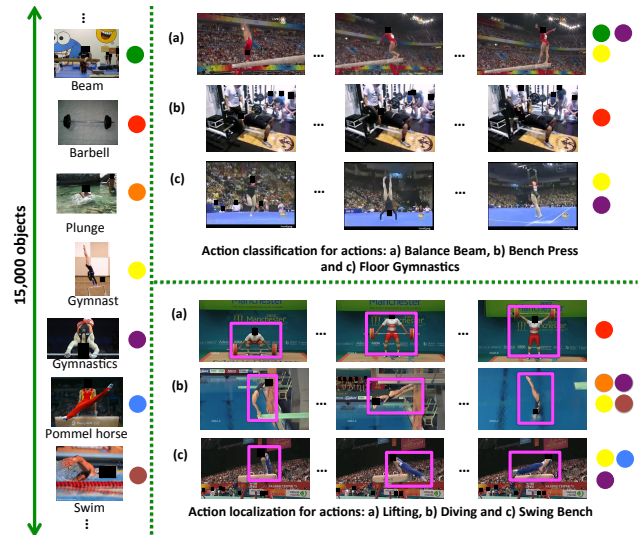 15,000 objects
Beam
Barbell
Plunge
Gymnast
Gymnastics
Pommel horse
Swim
(a)
...
...
(b)
...
...
(c)
...
...
Action classification for actions: a) Balance Beam, b) Bench Press
and c) Floor Gymnastics
(a)
Manchester
...
...
(b)
...
...
(c)
...
...
Action localization for actions: a) Lifting, b) Diving and c) Swing Bench